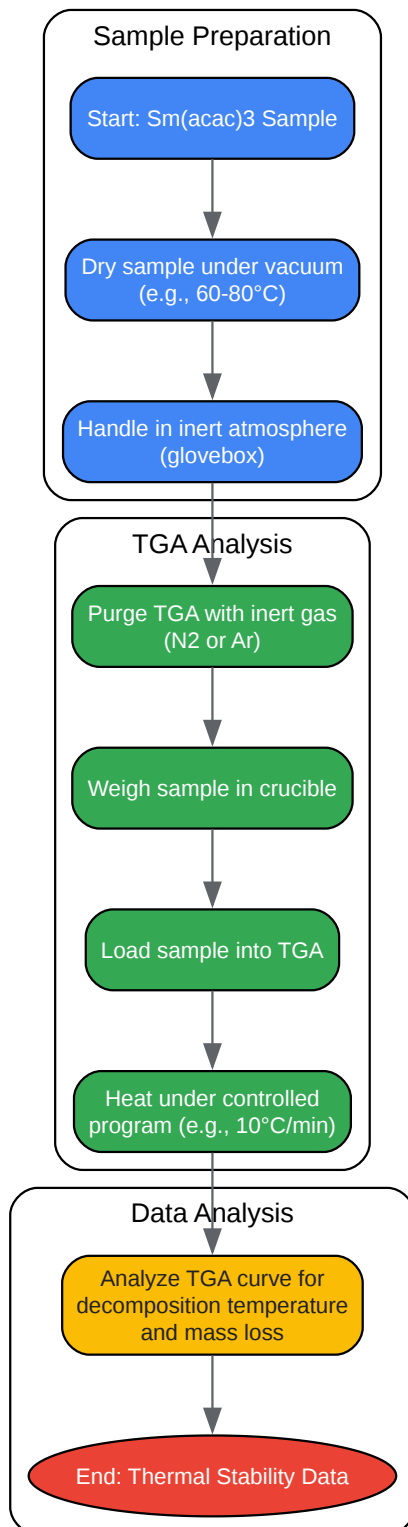 Sample Preparation
Start: Sm(acac)3 Sample
Dry sample under vacuum
(e.g., 60-80°C)
Handle in inert atmosphere
(glovebox)
TGA Analysis
Purge TGA with inert gas
(N2 or Ar)
Weigh sample in crucible
Load sample into TGA
Heat under controlled
program (e.g., 10°C/min)
Data Analysis
Analyze TGA curve for
decomposition temperature
and mass loss
End: Thermal Stability Data